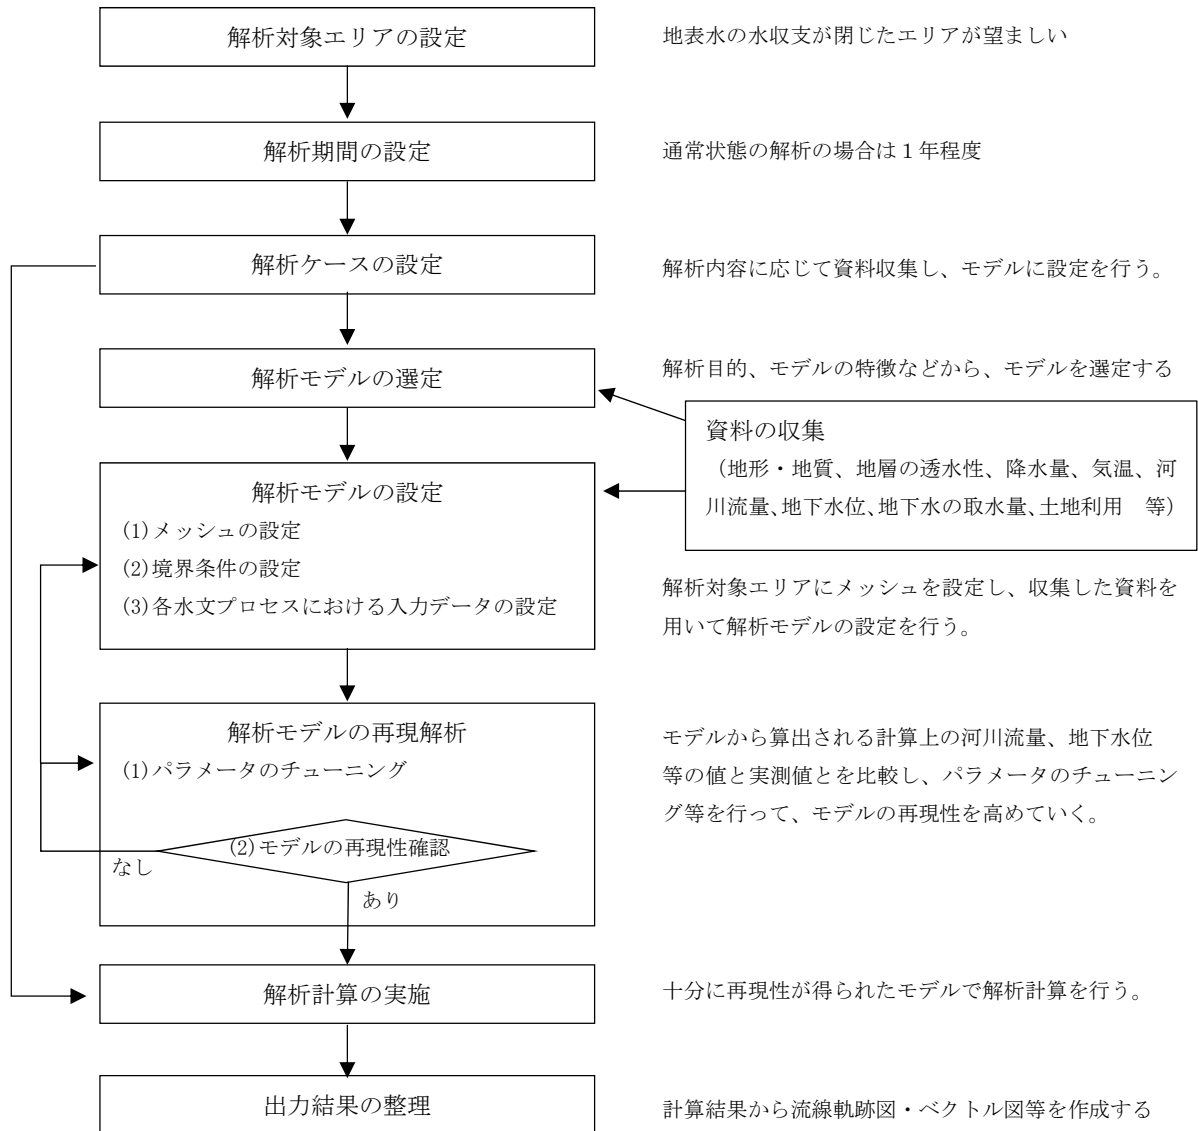 解析対象エリアの設定
地表水の水収支が閉じたエリアが望ましい
解析期間の設定
通常状態の解析の場合は１年程度
解析ケースの設定
解析内容に応じて資料収集し、モデルに設定を行う。
解析モデルの選定
解析目的、モデルの特徴などから、モデルを選定する
資料の収集
（地形・地質、地層の透水性、降水量、気温、河
川流量、地下水位、地下水の取水量、土地利用　等）
解析モデルの設定
(1)メッシュの設定
(2)境界条件の設定
(3)各水文プロセスにおける入力データの設定
解析対象エリアにメッシュを設定し、収集した資料を
用いて解析モデルの設定を行う。
解析モデルの再現解析
(1)パラメータのチューニング
(2)モデルの再現性確認
なし
あり
モデルから算出される計算上の河川流量、地下水位
等の値と実測値とを比較し、パラメータのチューニン
グ等を行って、モデルの再現性を高めていく。
解析計算の実施
十分に再現性が得られたモデルで解析計算を行う。
出力結果の整理
計算結果から流線軌跡図・ベクトル図等を作成する